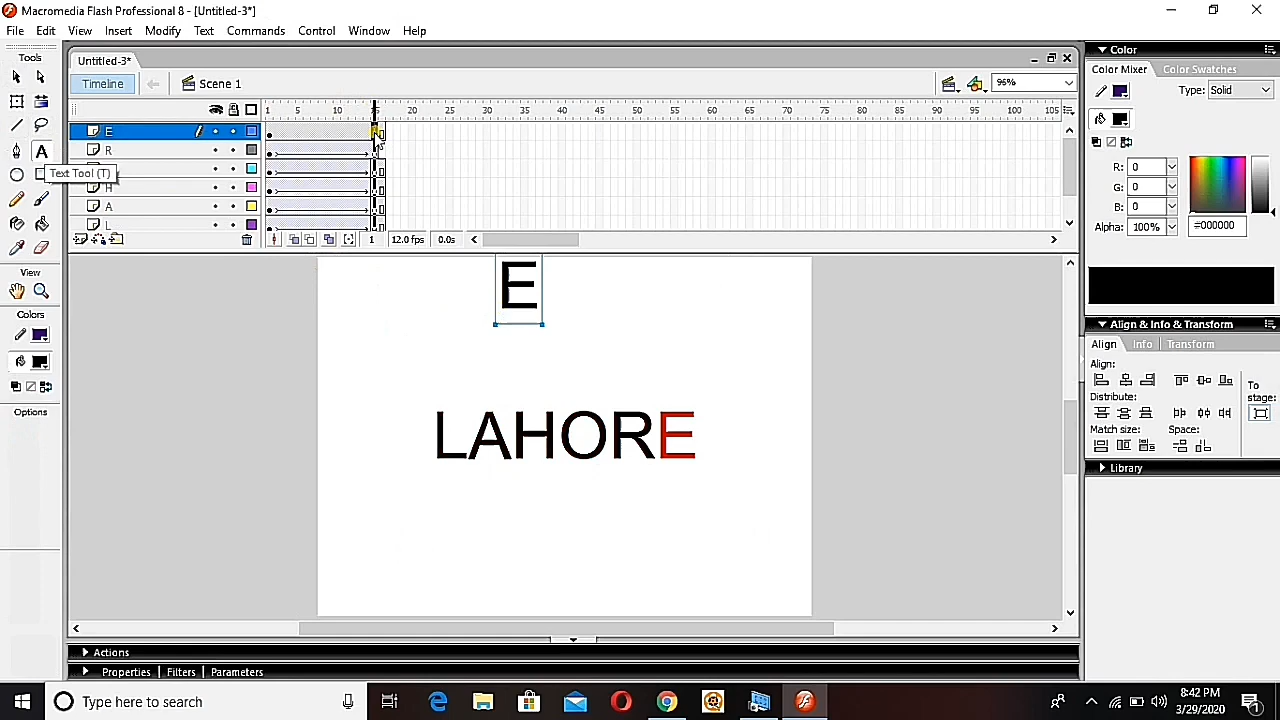 Macromedia Flash Professional 8 - [Untitled-3*]
File Edit View Insert Modify Text Commands Control Window Help
Tools
View
Colors
Options
Text Tool (T)
Untitled-3*
Timeline
Scene 1
96%
1 5 10 15 20 25 30 35 40 45 50 55 60 65 70 75 80 85 90 95 100 105
E
R
H
A
L
1 12.0 fps 0.0s
E
LAHORE
Actions
Properties Filters Parameters
Color
Color Mixer Color Swatches
Type: Solid
R: 0
G: 0
B: 0
Alpha: 100% #000000
Align & Info & Transform
Align Info Transform
Align:
Distribute:
Match size: Space:
To stage:
Library
Type here to search
8:42 PM
3/29/2020
1